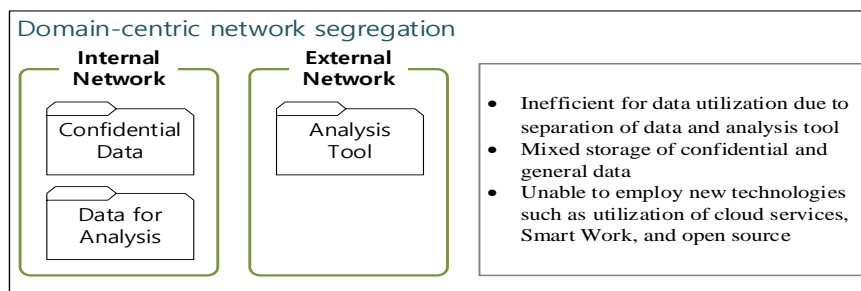 Domain-centric network segregation
Internal
Network
Confidential
Data
Data for
Analysis
External
Network
Analysis
Tool
• Inefficient for data utilization due to
separation of data and analysis tool
• Mixed storage of confidential and
general data
• Unable to employ new technologies
such as utilization of cloud services,
Smart Work, and open source